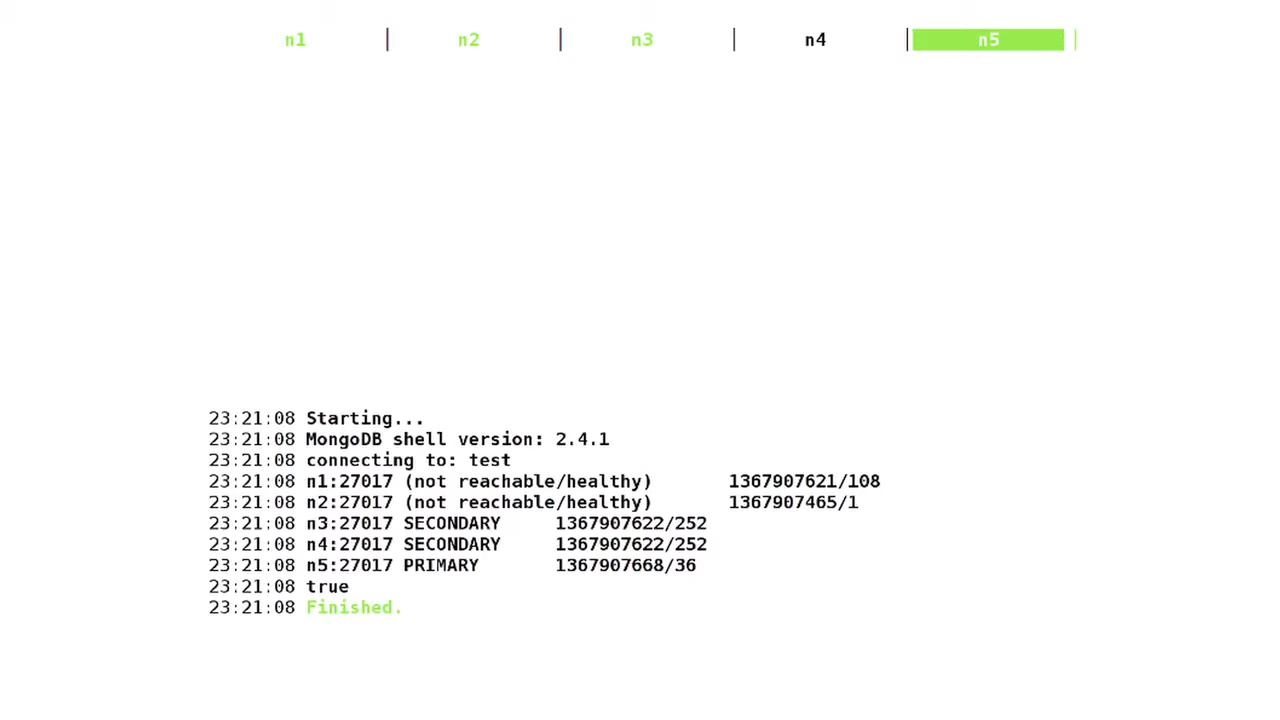 n1 | n2 | n3 | n4 | n5 |
23:21:08 Starting...
23:21:08 MongoDB shell version: 2.4.1
23:21:08 connecting to: test
23:21:08 n1:27017 (not reachable/healthy) 1367907621/108
23:21:08 n2:27017 (not reachable/healthy) 1367907465/1
23:21:08 n3:27017 SECONDARY 1367907622/252
23:21:08 n4:27017 SECONDARY 1367907622/252
23:21:08 n5:27017 PRIMARY 1367907668/36
23:21:08 true
23:21:08 Finished.